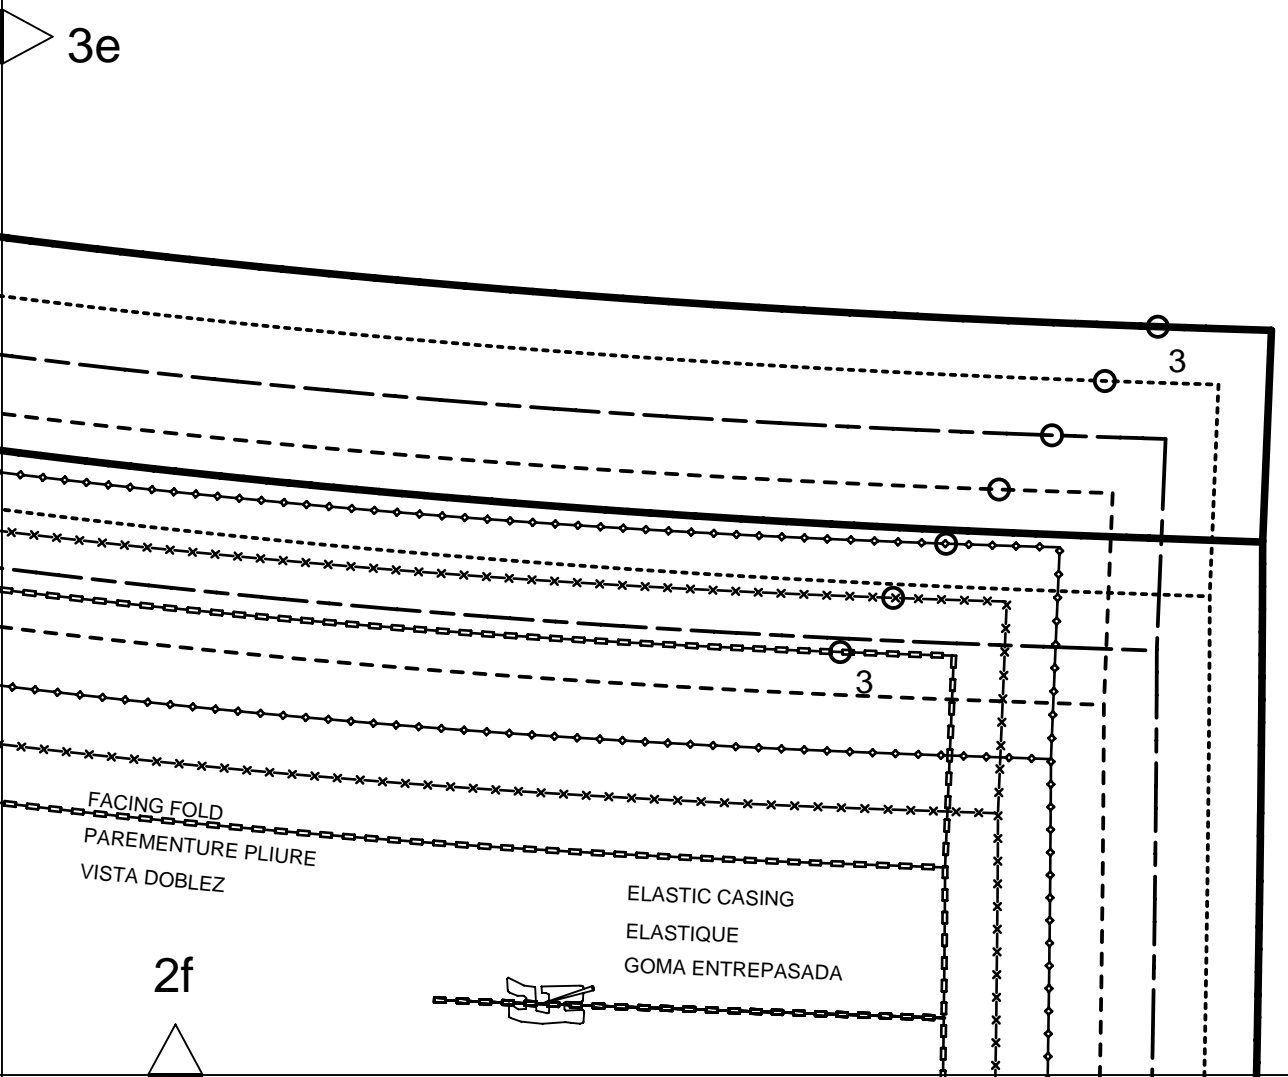 3e
3
3
FACING FOLD
PAREMENTURE PLIURE
VISTA DOBLEZ
ELASTIC CASING
ELASTIQUE
GOMA ENTREPASADA
2f